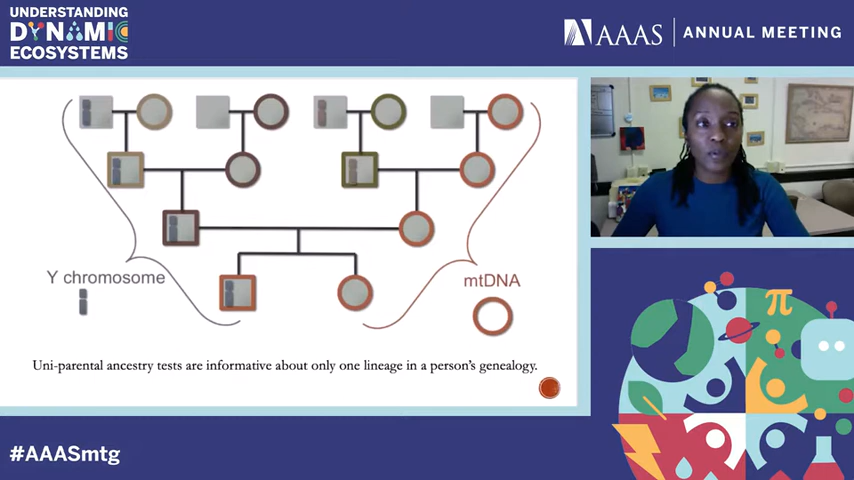 UNDERSTANDING
DYNAMIC
ECOSYSTEMS
AAAS | ANNUAL MEETING
Y chromosome
mtDNA
Uni-parental ancestry tests are informative about only one lineage in a person's genealogy.
π
#AAASmtg